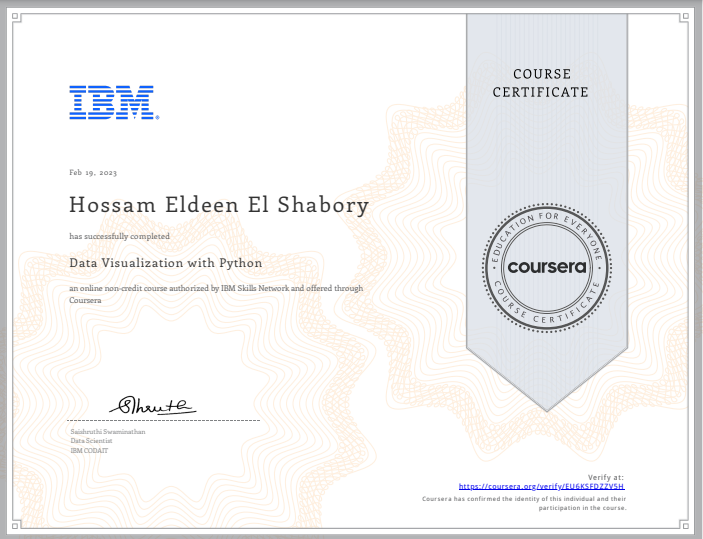 COURSE
CERTIFICATE
IBM®
Feb 19, 2023
Hossam Eldeen El Shabory
has successfully completed
Data Visualization with Python
an online non-credit course authorized by IBM Skills Network and offered through
Coursera
EDUCATION FOR EVERYONE
coursera
COURSE CERTIFICATE
Saishruthi Swaminathan
Data Scientist
IBM CODAIT
Verify at:
https://coursera.org/verify/EU6KSFDZZV5H
Coursera has confirmed the identity of this individual and their
participation in the course.